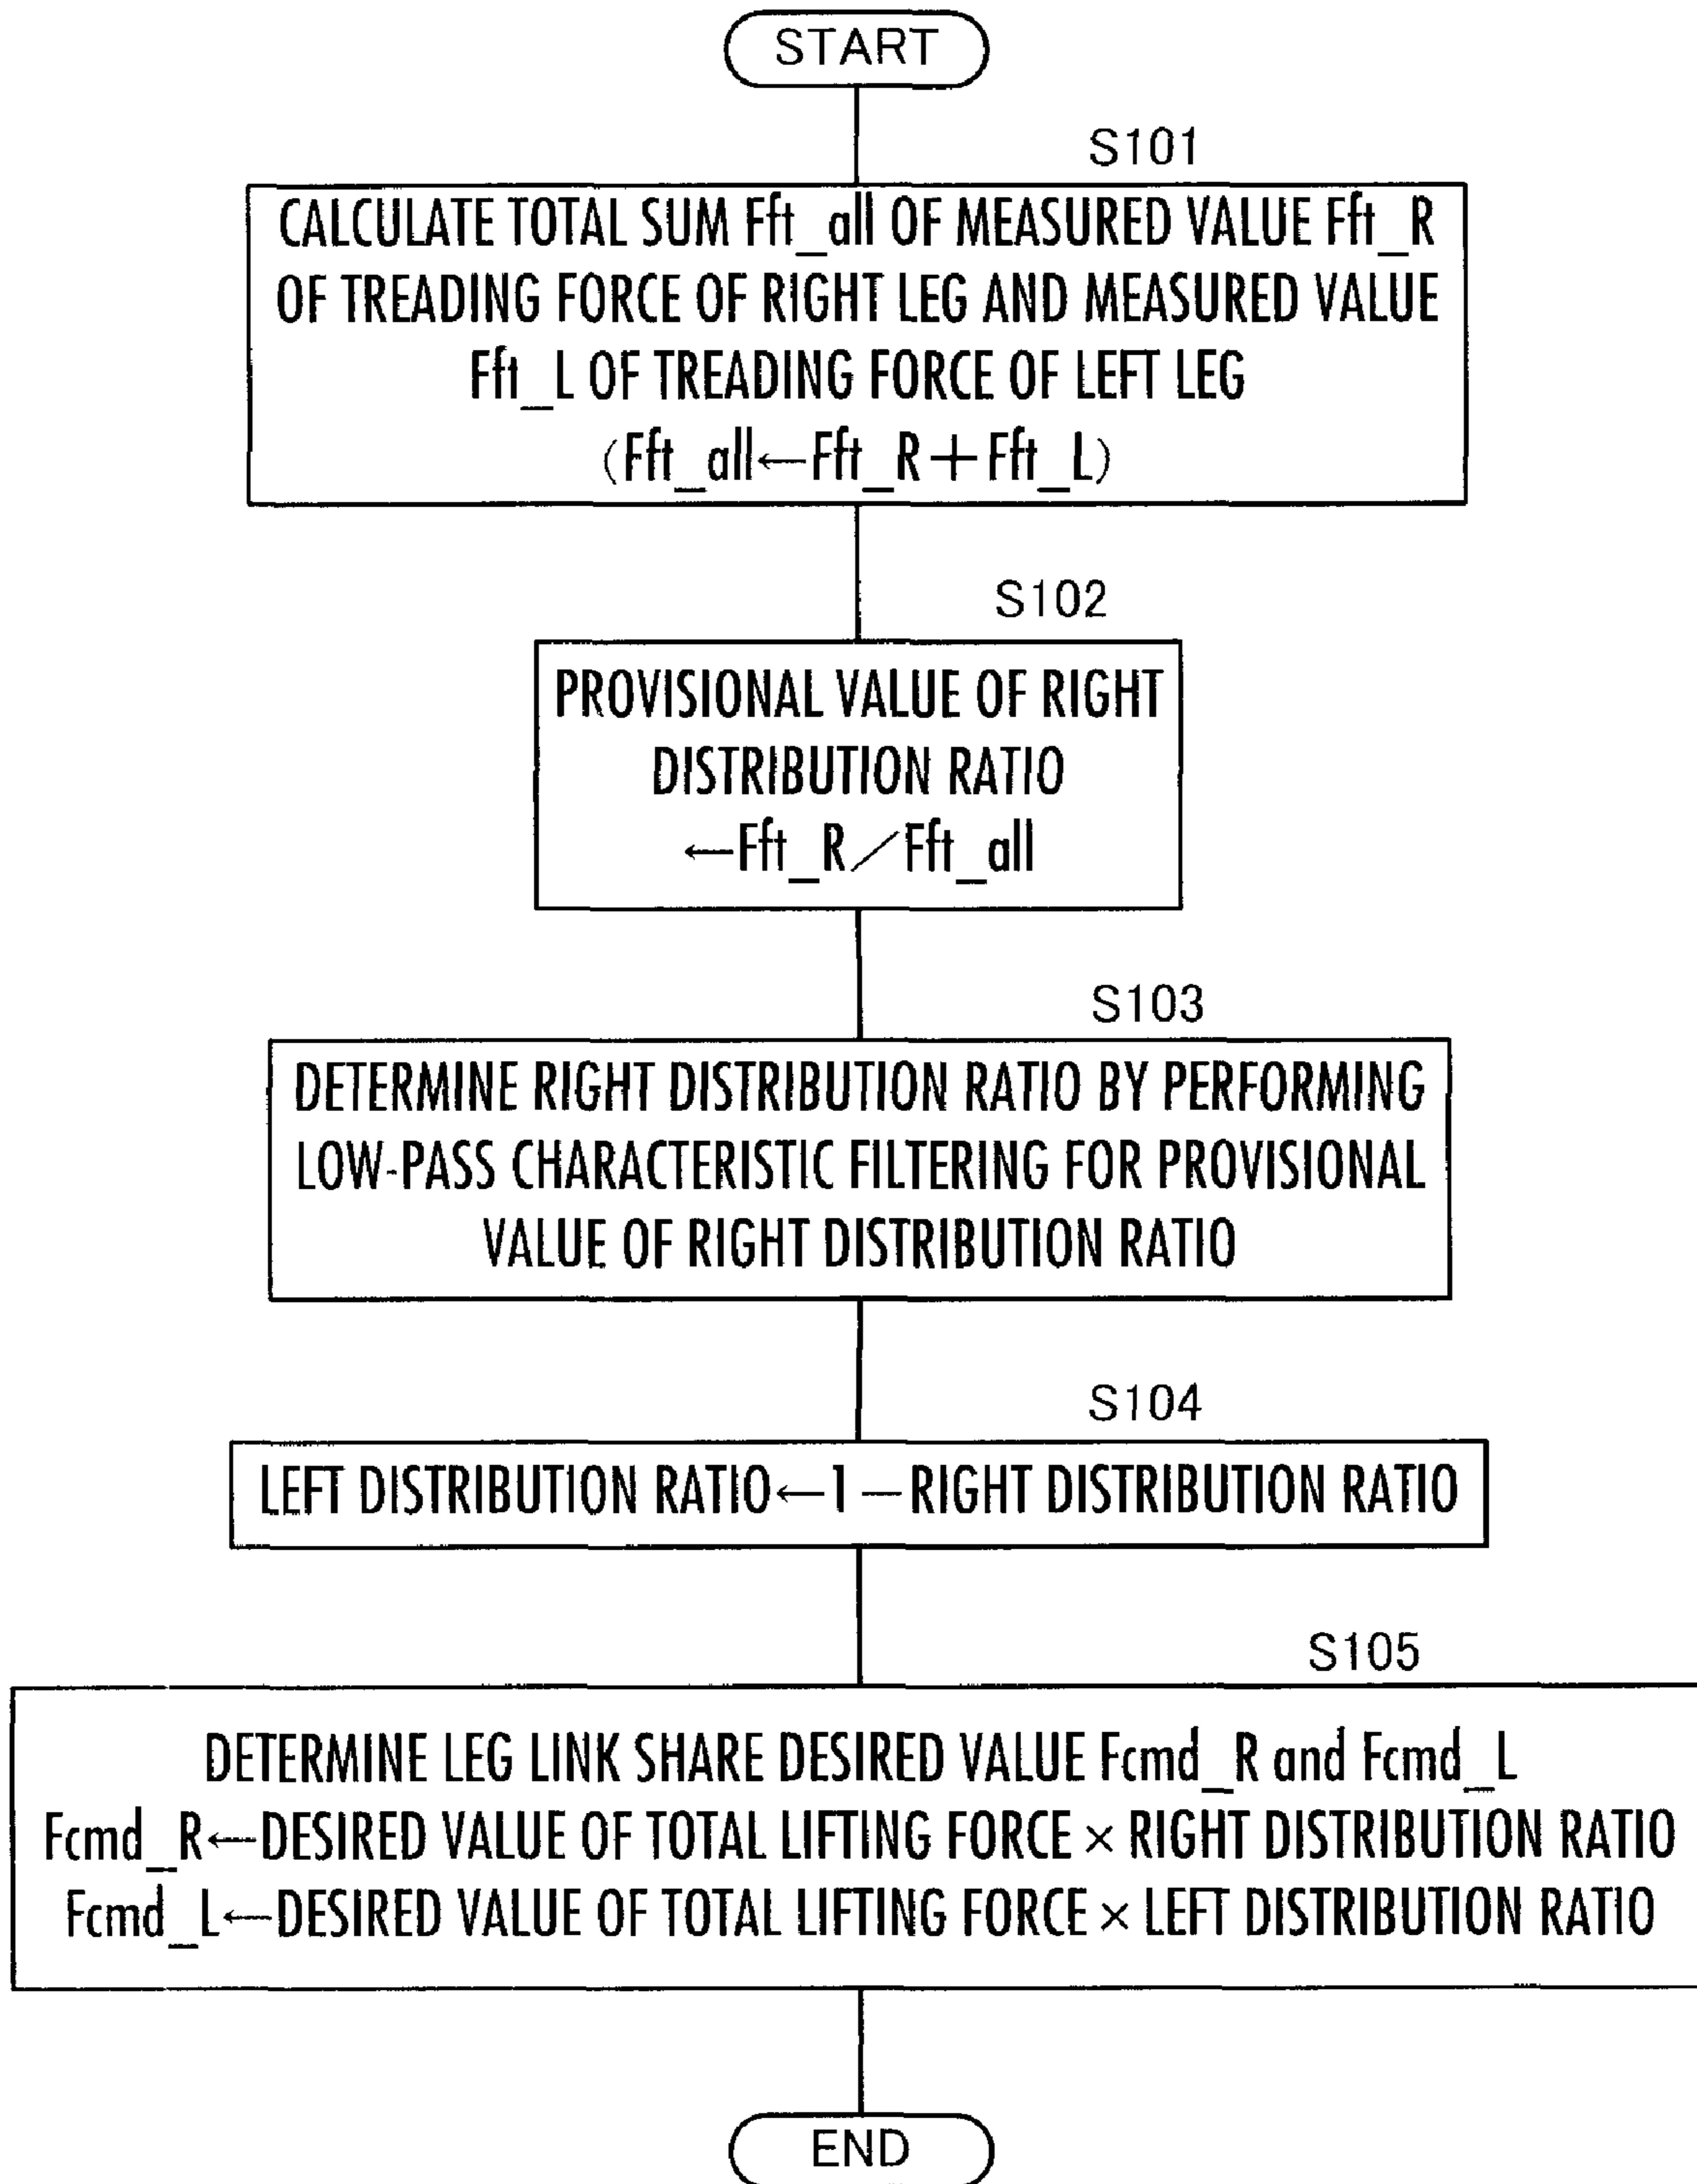 START
S101
CALCULATE TOTAL SUM Fft_all OF MEASURED VALUE Fft_R
OF TREADING FORCE OF RIGHT LEG AND MEASURED VALUE
Fft_L OF TREADING FORCE OF LEFT LEG
(Fft_all←Fft_R+Fft_L)
S102
PROVISIONAL VALUE OF RIGHT
DISTRIBUTION RATIO
←Fft_R/Fft_all
S103
DETERMINE RIGHT DISTRIBUTION RATIO BY PERFORMING
LOW-PASS CHARACTERISTIC FILTERING FOR PROVISIONAL
VALUE OF RIGHT DISTRIBUTION RATIO
S104
LEFT DISTRIBUTION RATIO←1－RIGHT DISTRIBUTION RATIO
S105
DETERMINE LEG LINK SHARE DESIRED VALUE Fcmd_R and Fcmd_L
Fcmd_R←DESIRED VALUE OF TOTAL LIFTING FORCE × RIGHT DISTRIBUTION RATIO
Fcmd_L←DESIRED VALUE OF TOTAL LIFTING FORCE × LEFT DISTRIBUTION RATIO
END